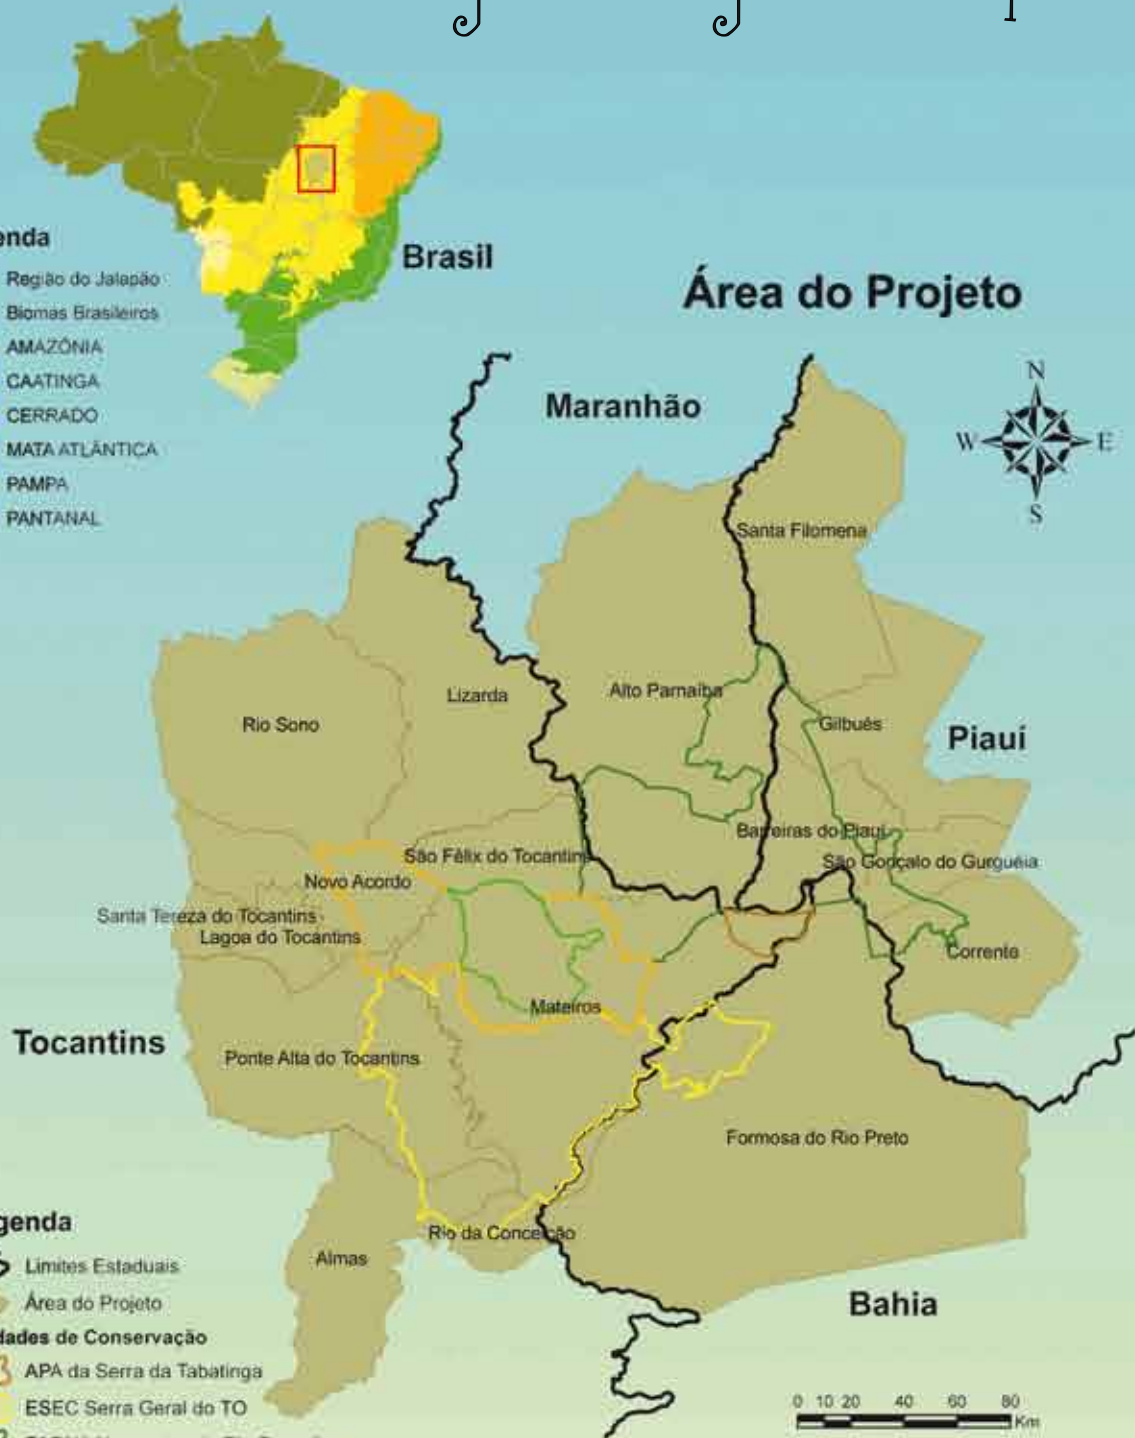 Brasil
enda
Região do Jalapão
Biomas Brasileiros
AMAZÔNIA
CAATINGA
CERRADO
MATA ATLÂNTICA
PAMPA
PANTANAL
Área do Projeto
N
W E
S
Maranhão
Santa Filomena
Lizarda
Alto Parnaíba
Rio Sono
Gilbués
Piauí
Barreiras do Piauí
São Félix do Tocantins
São Gonçalo do Gurguéia
Novo Acordo
Santa Tereza do Tocantins
Lagoa do Tocantins
Corrente
Mateiros
Tocantins
Ponte Alta do Tocantins
Formosa do Rio Preto
Rio da Conceição
Almas
Bahia
genda
Limites Estaduais
Área do Projeto
dades de Conservação
APA da Serra da Tabatinga
ESEC Serra Geral do TO
0 10 20 40 60 80
Km